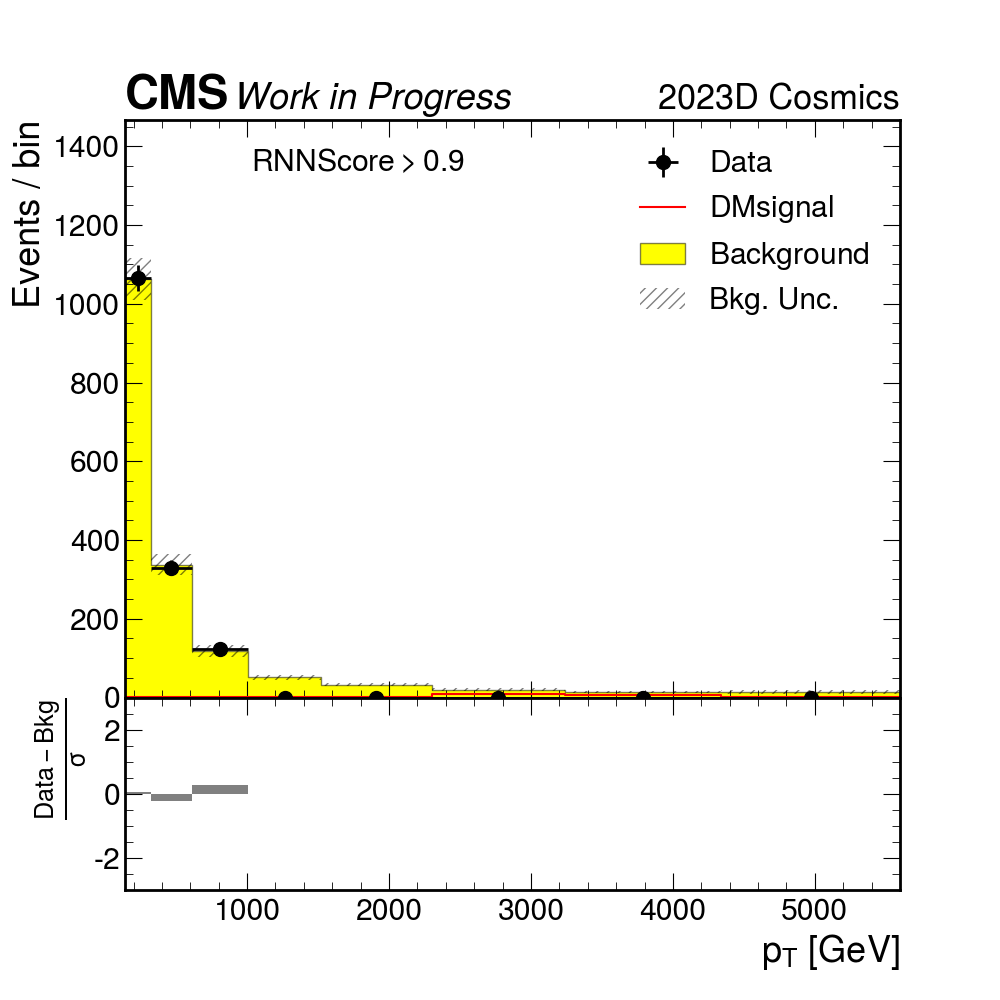 CMS Work in Progress 2023D Cosmics
Events / bin
1400
1200
1000
800
600
400
200
0
RNNScore > 0.9
Data
DMsignal
Background
Bkg. Unc.
Data − Bkg
σ
2
0
-2
1000 2000 3000 4000 5000
pT [GeV]